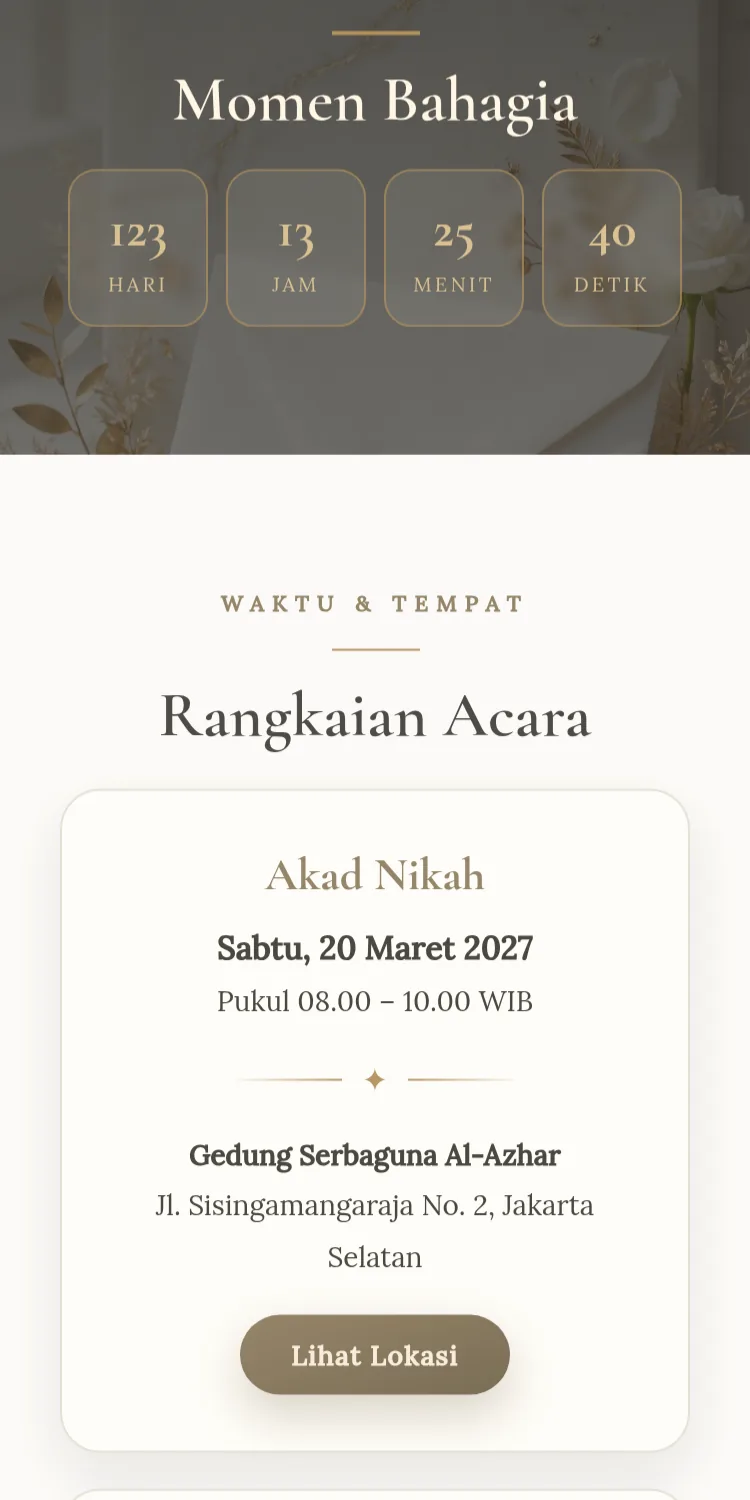 Momen Bahagia
123 13 25 40
HARI JAM MENIT DETIK
WAKTU & TEMPAT
Rangkaian Acara
Akad Nikah
Sabtu, 20 Maret 2027
Pukul 08.00 – 10.00 WIB
Gedung Serbaguna Al-Azhar
Jl. Sisingamangaraja No. 2, Jakarta
Selatan
Lihat Lokasi